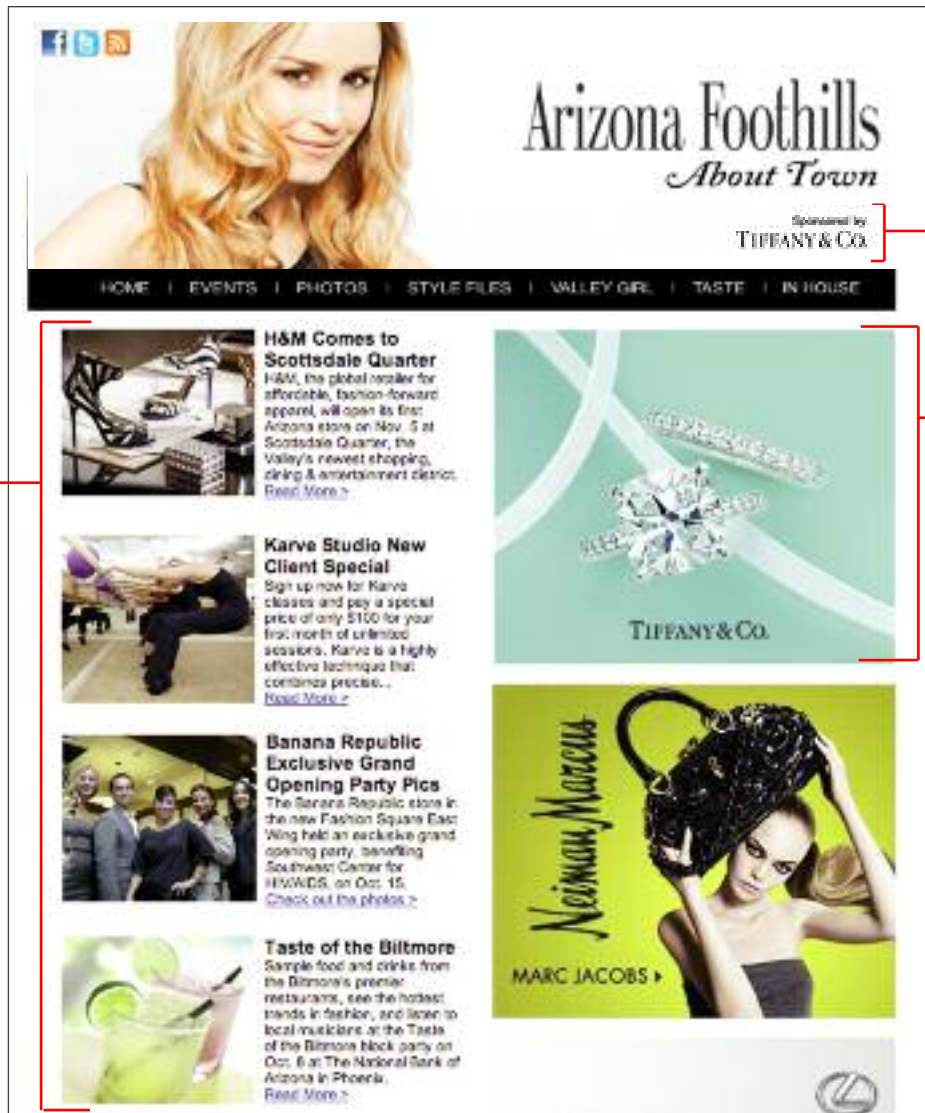 Arizona Foothills
About Town
Sponsored by
TIFFANY & CO.
HOME | EVENTS | PHOTOS | STYLE FILES | VALLEY GIRL | TASTE | IN HOUSE
H&M Comes to
Scottsdale Quarter
H&M, the global retailer for
affordable, fashion-forward
apparel, will open its first
Arizona store on Nov. 5 at
Scottsdale Quarter, the
Valley's newest shopping,
dining & entertainment district.
Read More >
Karve Studio New
Client Special
Sign up now for Karve
classes and pay a special
price of only $100 for your
first month of unlimited
sessions. Karve is a highly
effective technique that
combines precise...
Read More >
Banana Republic
Exclusive Grand
Opening Party Pics
The Banana Republic store in
the new Fashion Square East
Wing held an exclusive grand
opening party, benefiting
Southwest Center for
HIV/AIDS, on Oct. 15.
Check out the photos >
Taste of the Biltmore
Sample food and drinks from
the Biltmore's premier
restaurants, see the hottest
trends in fashion, and listen to
local musicians at the Taste
of the Biltmore block party on
Oct. 8 at The National Bank of
Arizona in Phoenix.
Read More >
TIFFANY & CO.
Neiman Marcus
MARC JACOBS